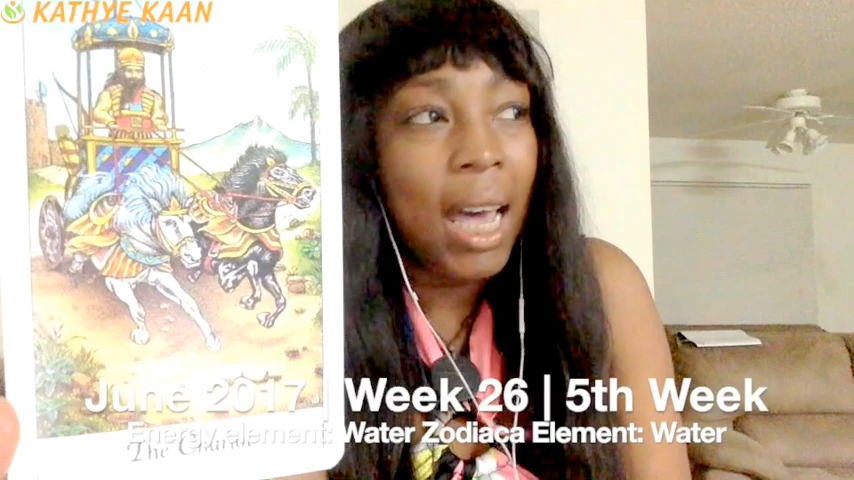 KATHYE KAAN
June 2017 | Week 26 | 5th Week
Energy element: Water Zodiaca Element: Water
The Chariot